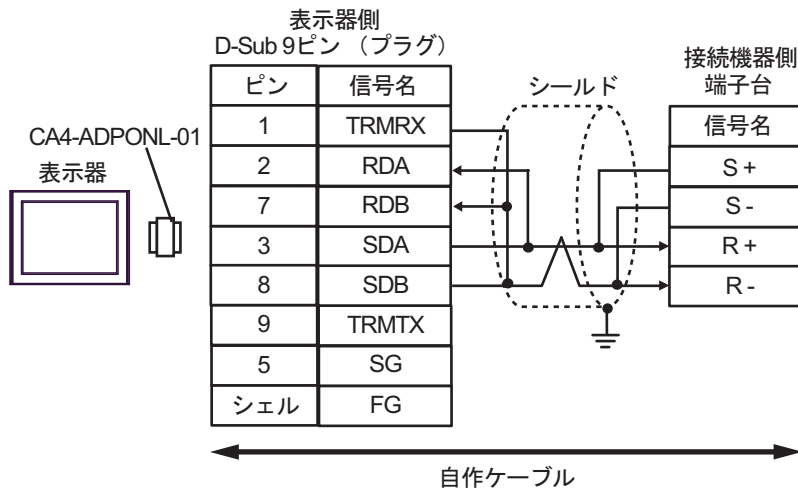 表示器側
D-Sub 9ピン （プラグ）
接続機器側
端子台
CA4-ADPONL-01
表示器
シールド
ピン 信号名
1 TRMRX
2 RDA
7 RDB
3 SDA
8 SDB
9 TRMTX
5 SG
シェル FG
信号名
S+
S-
R+
R-
自作ケーブル